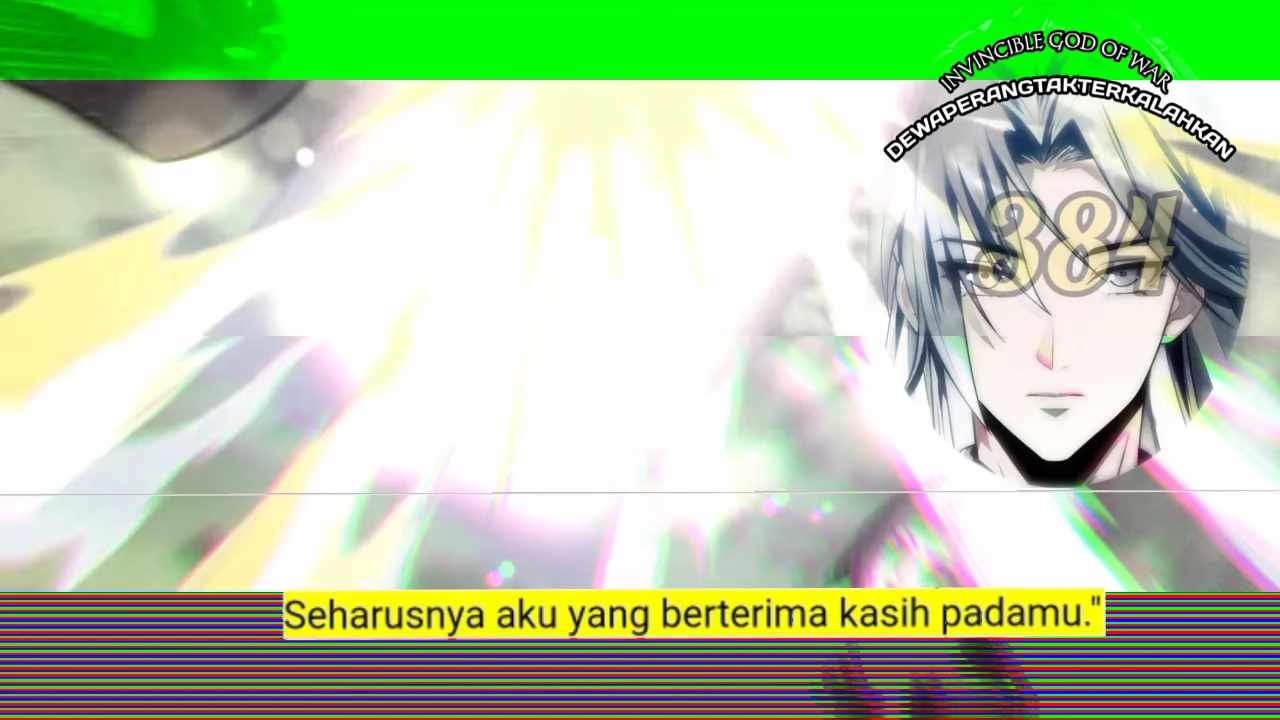 INVINCIBLE GOD OF WAR
DEWAPERANGTAKTERKALAHKAN
384
Seharusnya aku yang berterima kasih padamu."